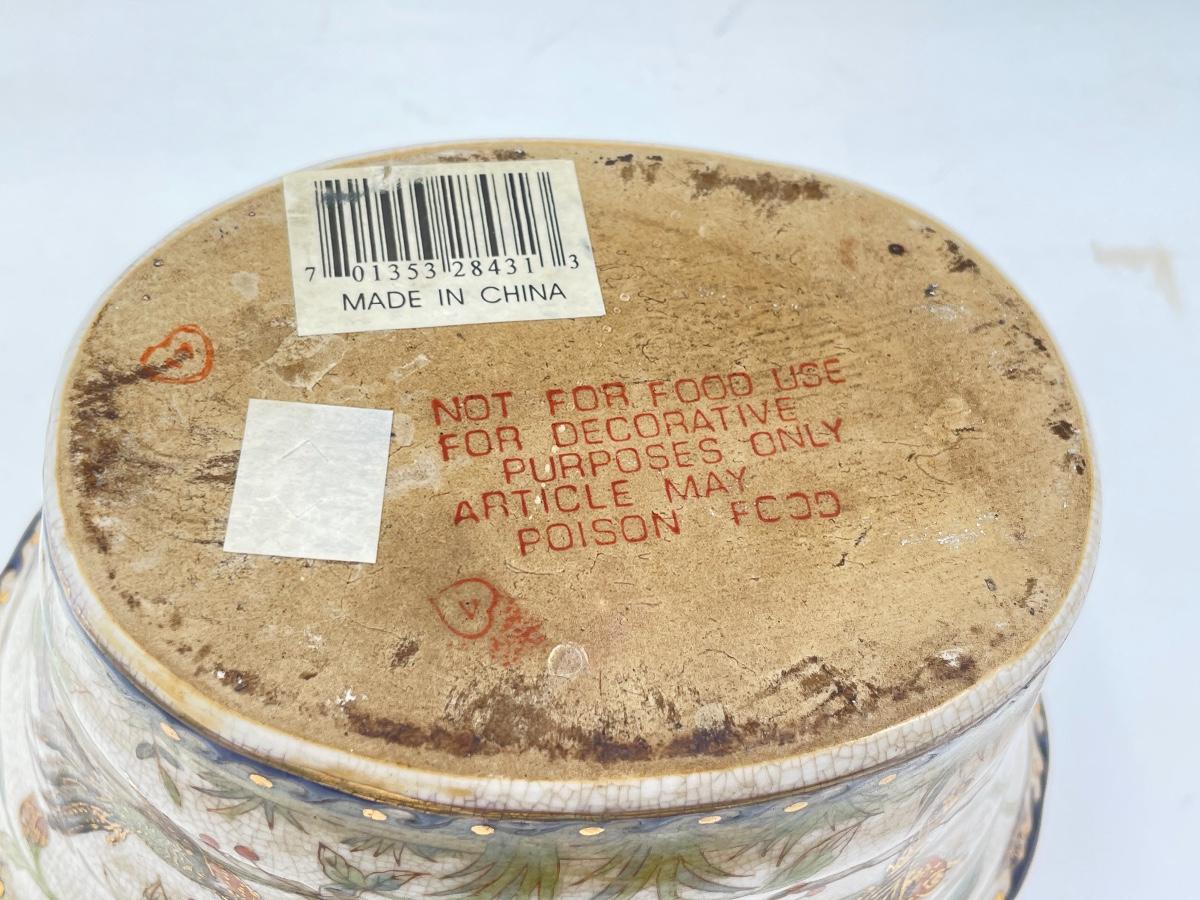 7 01353 28431 3
MADE IN CHINA
NOT FOR FOOD USE
FOR DECORATIVE
PURPOSES ONLY
ARTICLE MAY
POISON FOOD